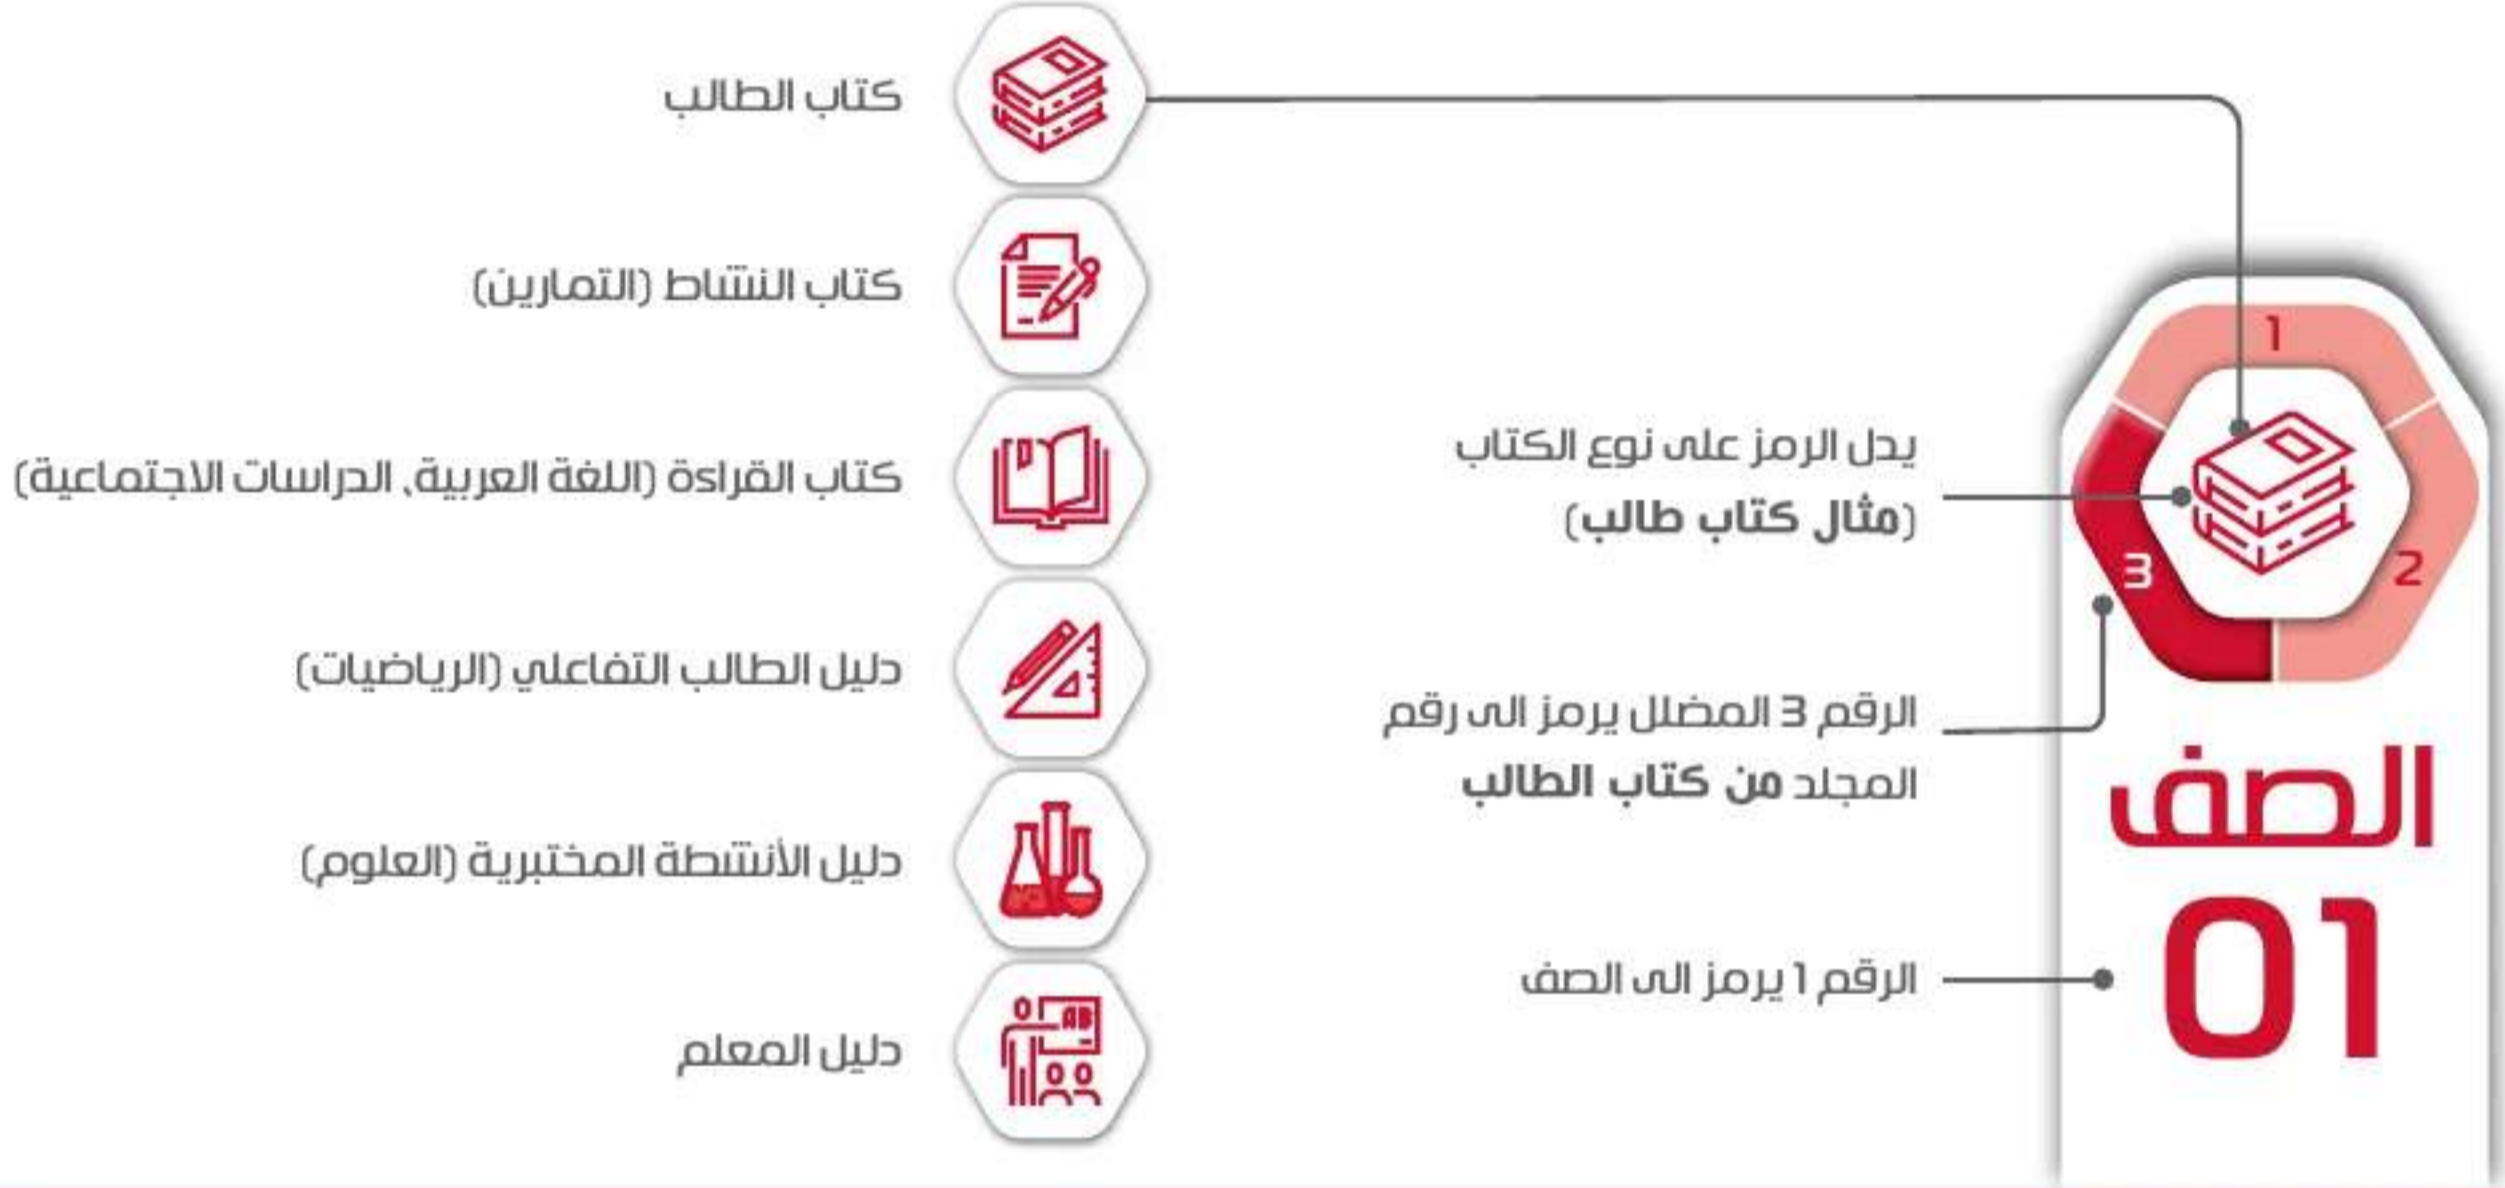 1
2
3
الصف
01
يدل الرمز على نوع الكتاب
(مثال كتاب طالب)
الرقم 3 المضلل يرمز الى رقم
المجلد من كتاب الطالب
الرقم 1 يرمز الى الصف
كتاب الطالب
كتاب النشاط (التمارين)
كتاب القراءة (اللغة العربية، الدراسات الاجتماعية)
دليل الطالب التفاعلي (الرياضيات)
دليل الأنشطة المختبرية (العلوم)
AB
دليل المعلم